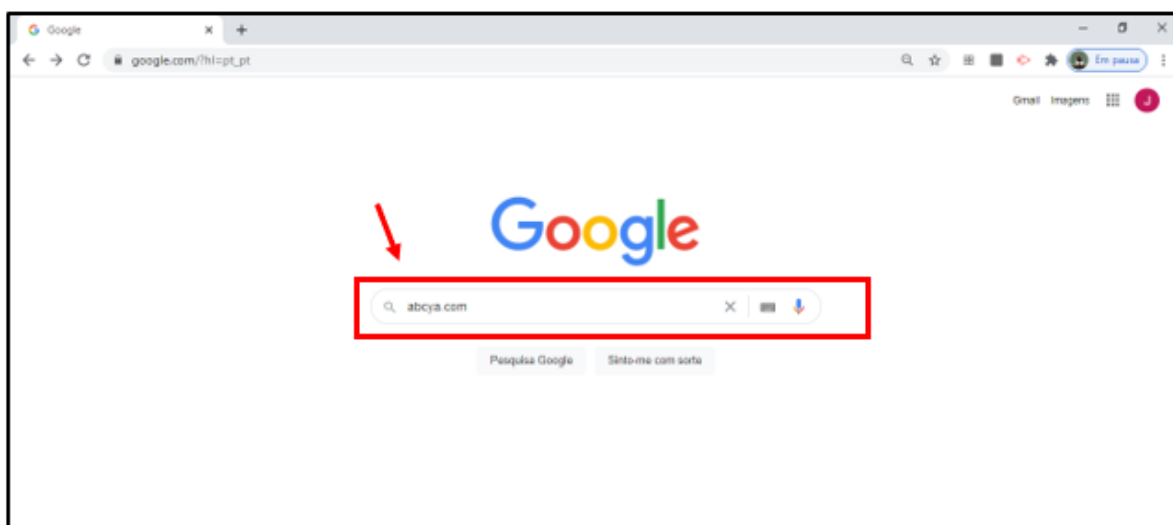 Google
google.com/?hl=pt_pt
Em pausa
Gmail Imagens
J
Google
abcya.com
Pesquisa Google Sinto-me com sorte